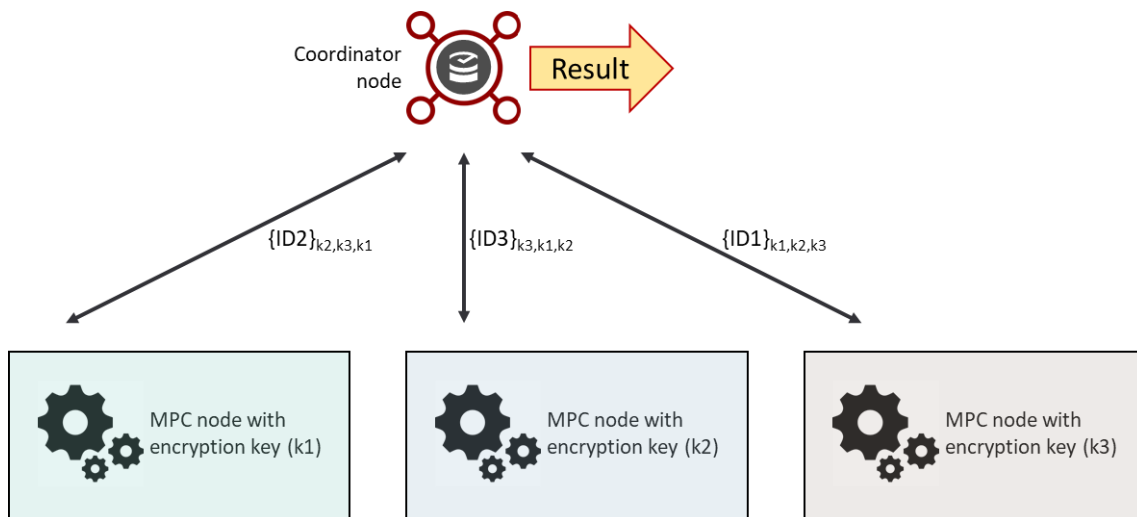 Coordinator
node
Result
{ID2}k2,k3,k1
{ID3}k3,k1,k2
{ID1}k1,k2,k3
MPC node with
encryption key (k1)
MPC node with
encryption key (k2)
MPC node with
encryption key (k3)